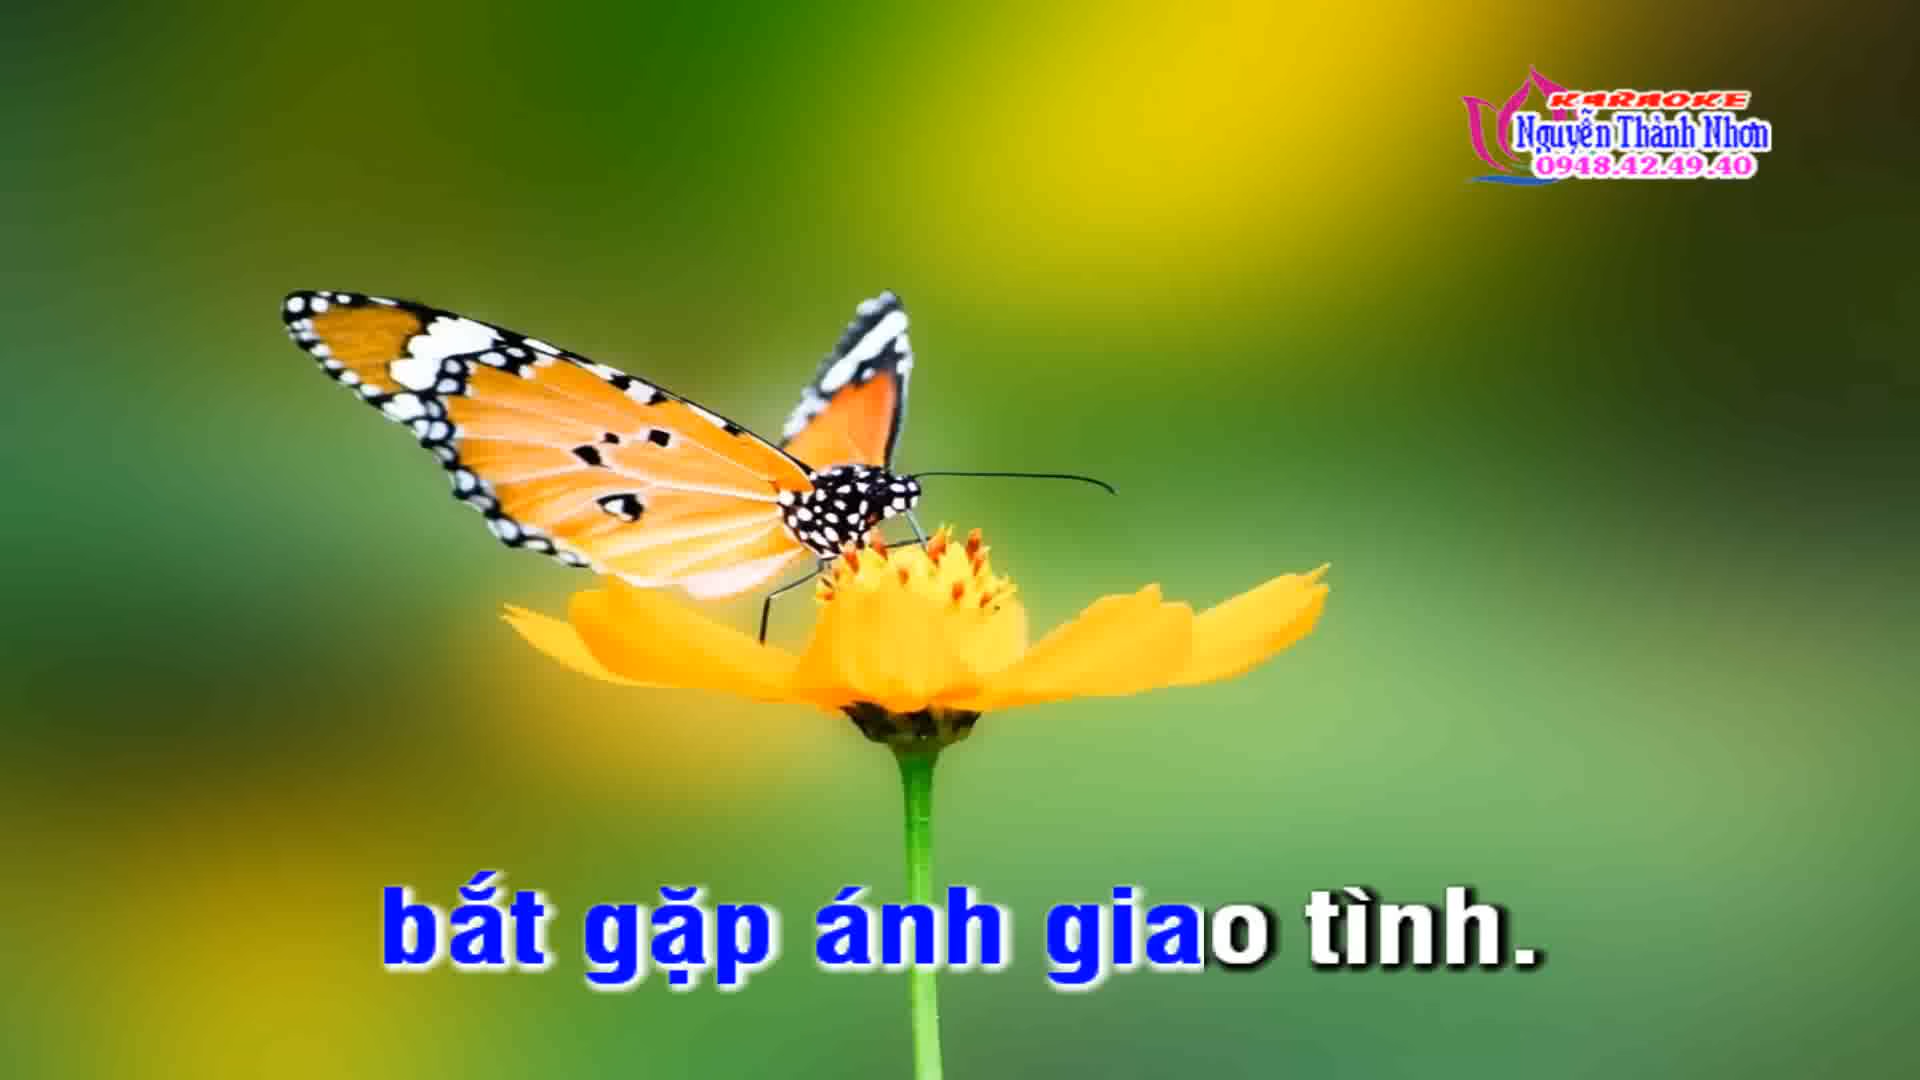 KARAOKE
Nguyễn Thành Nhơn
0948.42.49.40
bắt gặp ánh giao tình.